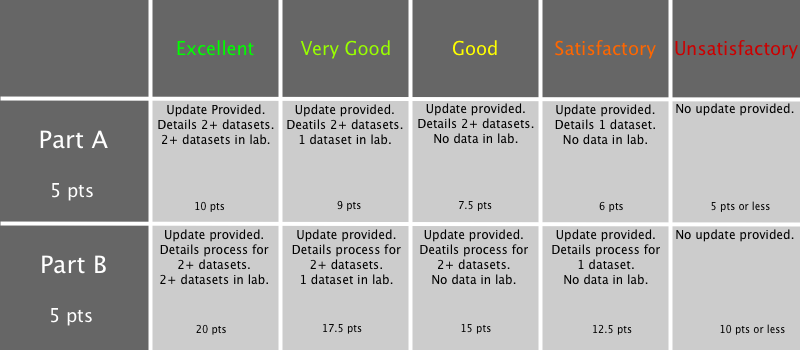 Excellent
Very Good
Good
Satisfactory
Unsatisfactory
Part A
5 pts
Update Provided.
Details 2+ datasets.
2+ datasets in lab.
10 pts
Update provided.
Deatils 2+ datasets.
1 dataset in lab.
9 pts
Update provided.
Details 2+ datasets.
No data in lab.
7.5 pts
Update provided.
Details 1 dataset.
No data in lab.
6 pts
No update provided.
5 pts or less
Part B
5 pts
Update provided.
Details process for
2+ datasets.
2+ datasets in lab.
20 pts
Update provided.
Details process for
2+ datasets.
1 dataset in lab.
17.5 pts
Update provided.
Deatils process for
2+ datasets.
No data in lab.
15 pts
Update provided.
Details process for
1 dataset.
No data in lab.
12.5 pts
No update provided.
10 pts or less